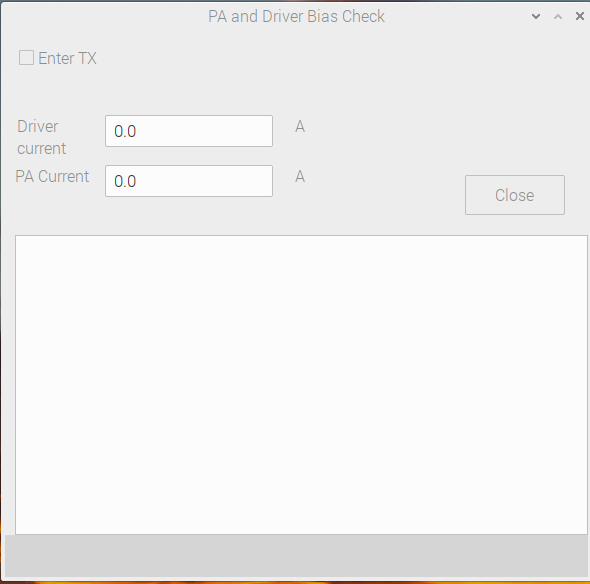 PA and Driver Bias Check
Enter TX
Driver
current
0.0
A
PA Current
0.0
A
Close